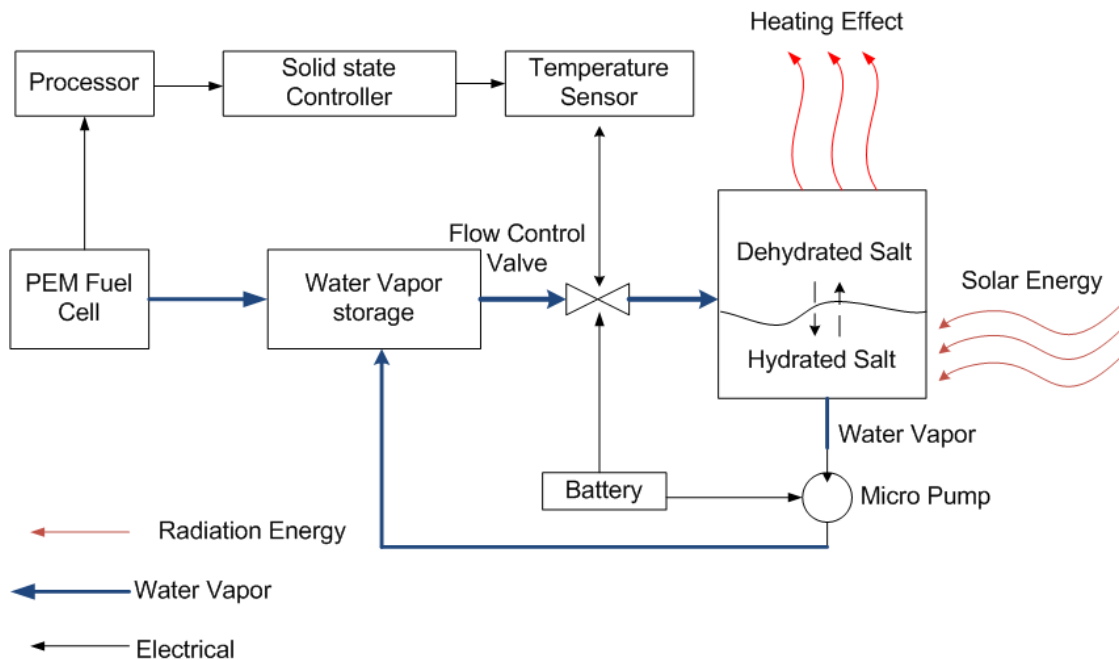 Heating Effect
Processor
Solid state
Controller
Temperature
Sensor
PEM Fuel
Cell
Water Vapor
storage
Flow Control
Valve
Dehydrated Salt
Hydrated Salt
Solar Energy
Water Vapor
Battery
Micro Pump
Radiation Energy
Water Vapor
Electrical